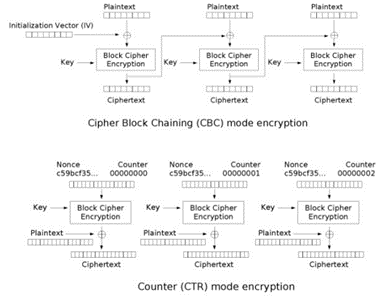 Plaintext Plaintext Plaintext
Initialization Vector (IV)
Key Block Cipher Encryption Key Block Cipher Encryption Key Block Cipher Encryption
Ciphertext Ciphertext Ciphertext
Cipher Block Chaining (CBC) mode encryption
Nonce Counter Nonce Counter Nonce Counter
c59bcf35... 00000000 c59bcf35... 00000001 c59bcf35... 00000002
Key Block Cipher Encryption Key Block Cipher Encryption Key Block Cipher Encryption
Plaintext Plaintext Plaintext
Ciphertext Ciphertext Ciphertext
Counter (CTR) mode encryption